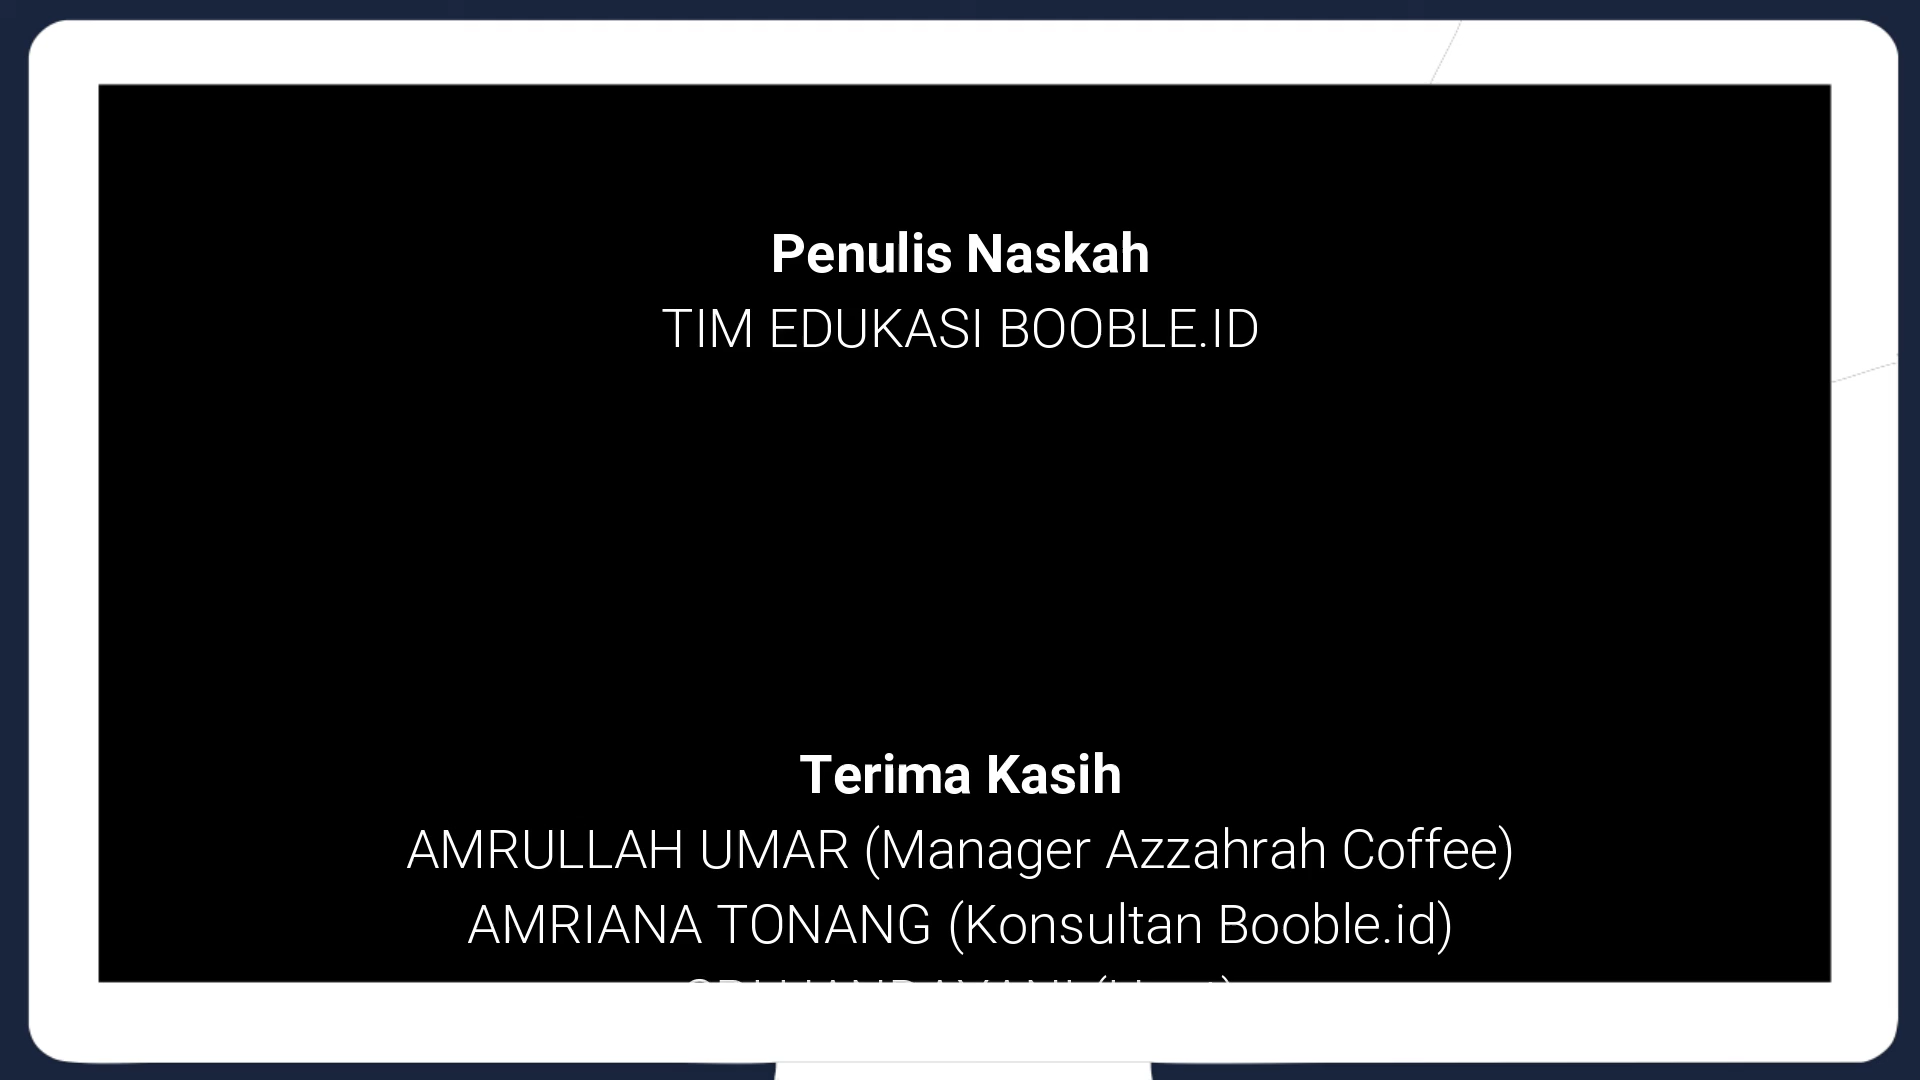 Penulis Naskah
TIM EDUKASI BOOBLE.ID
Terima Kasih
AMRULLAH UMAR (Manager Azzahrah Coffee)
AMRIANA TONANG (Konsultan Booble.id)